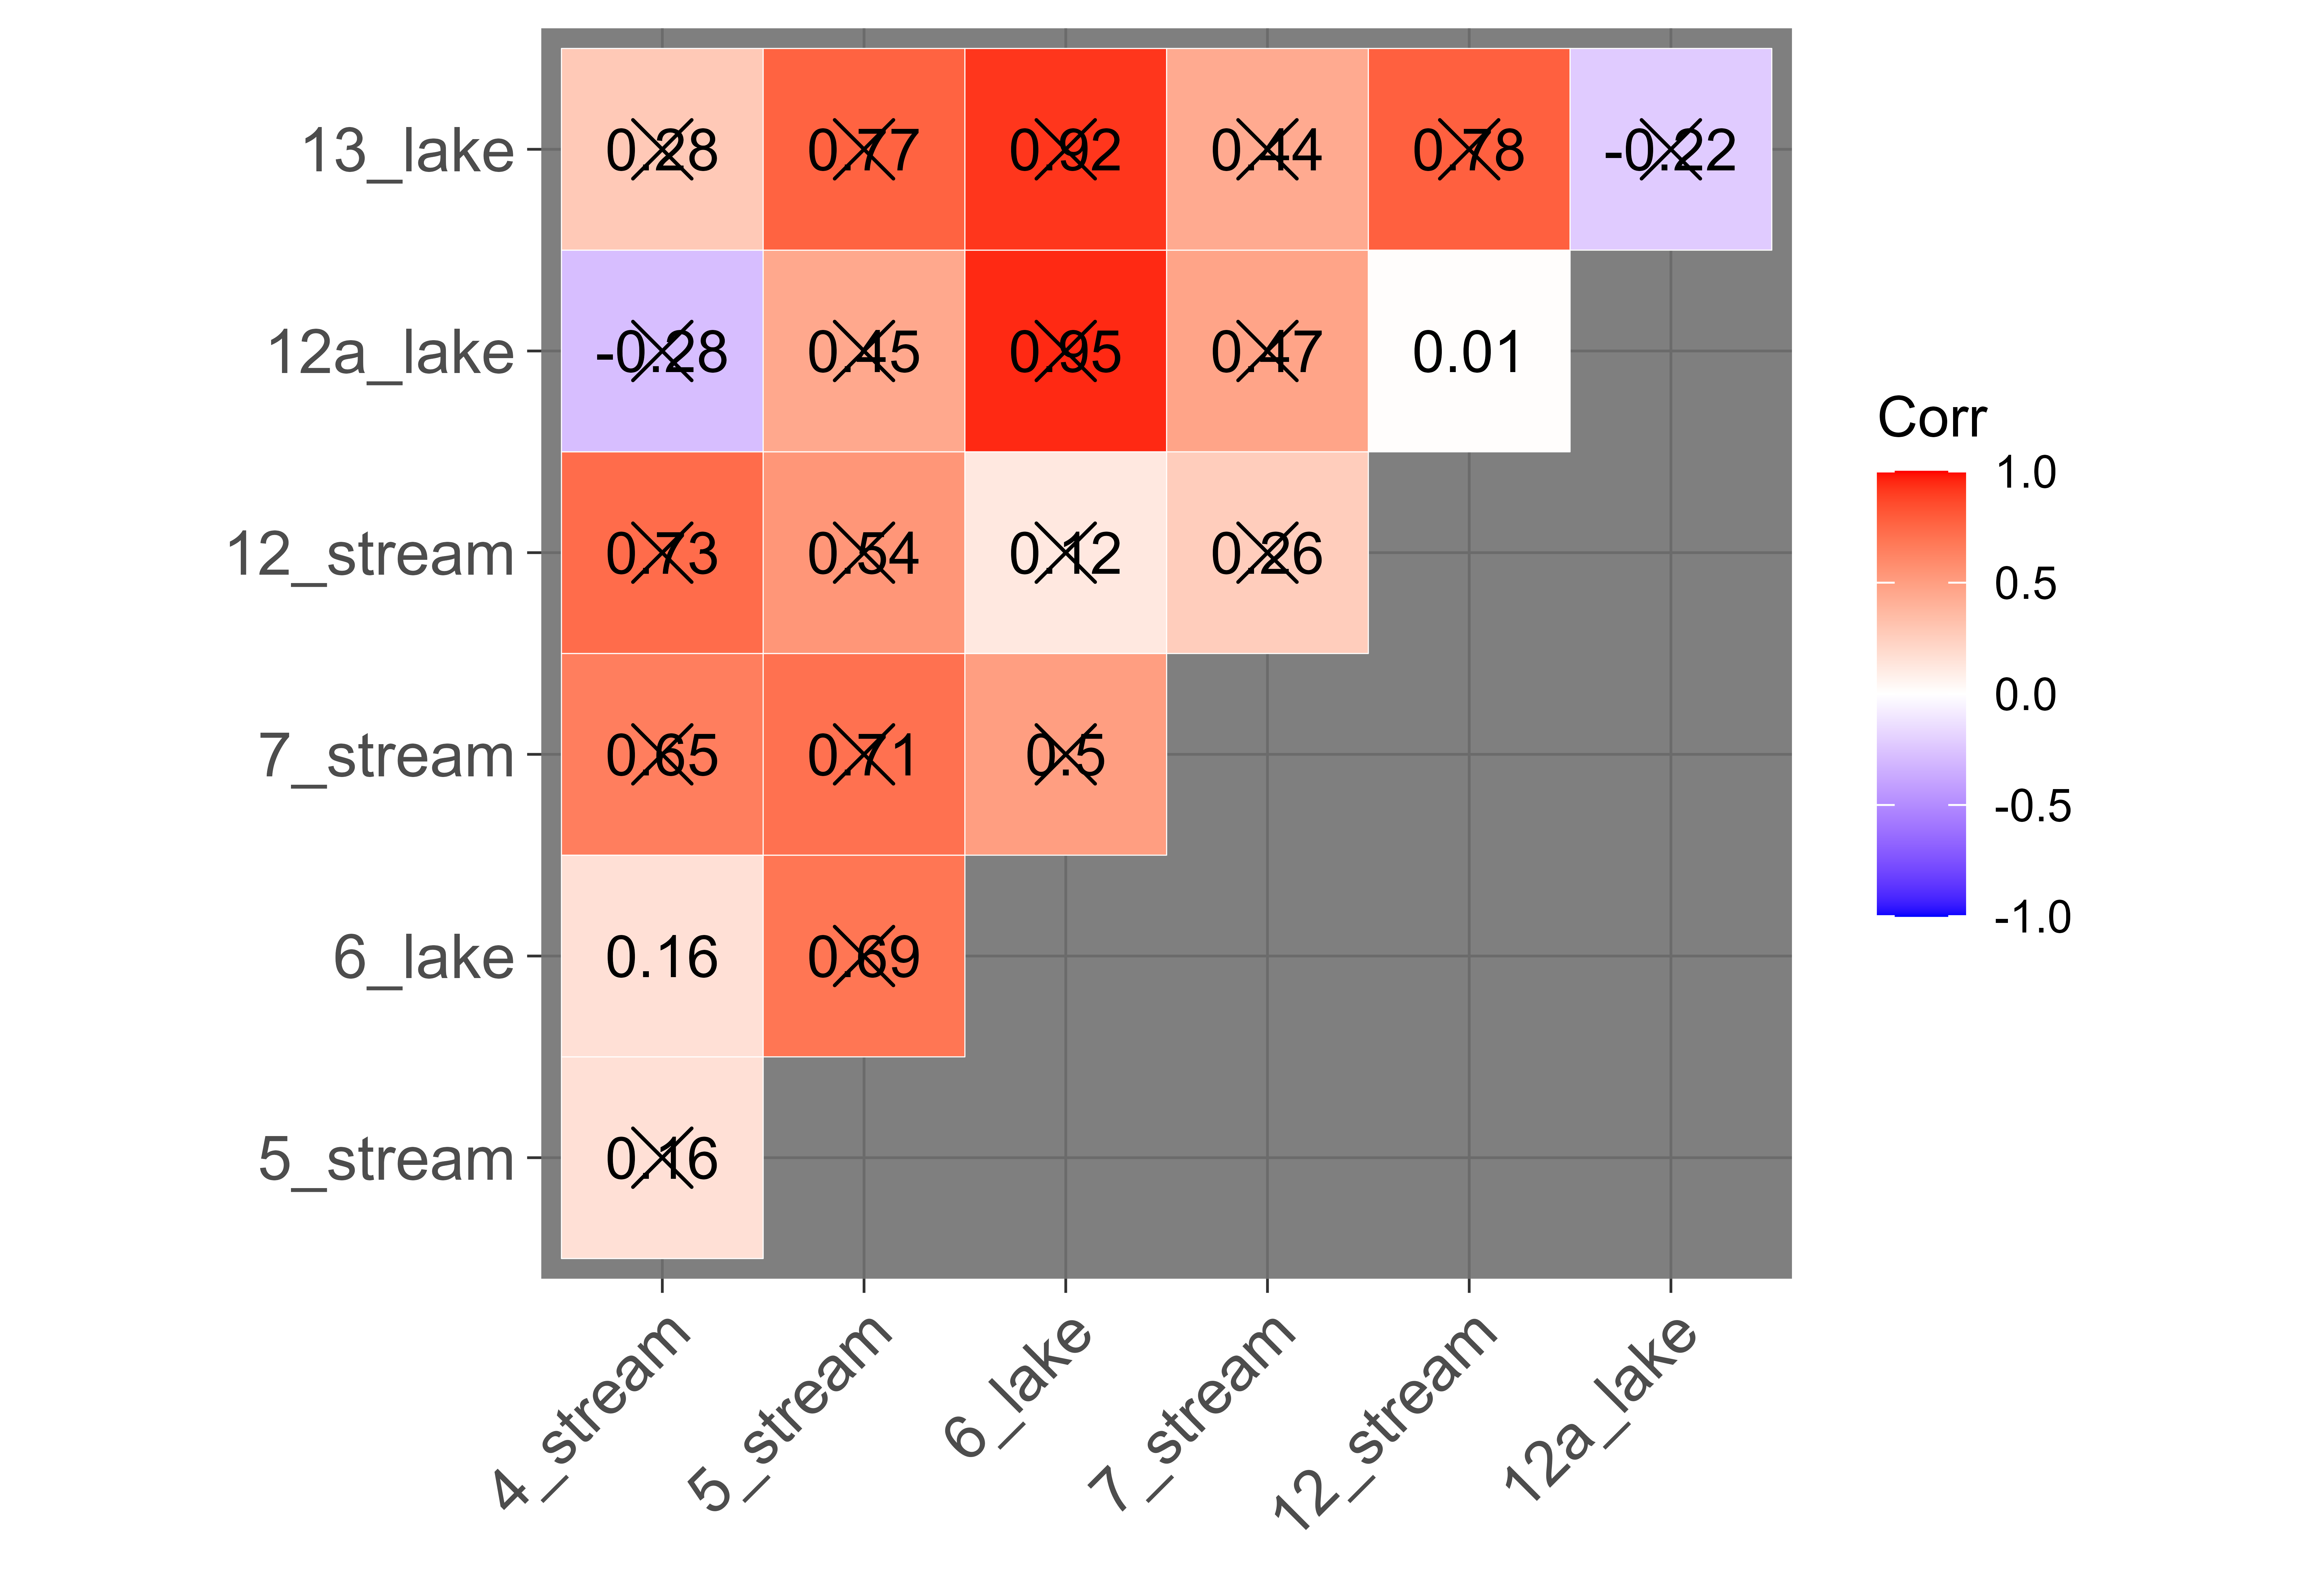 13_lake 0.28 0.77 0.92 0.44 0.78 -0.22
12a_lake -0.28 0.45 0.95 0.47 0.01
12_stream 0.73 0.54 0.12 0.26
7_stream 0.65 0.71 0.5
6_lake 0.16 0.69
5_stream 0.16
4_stream 5_stream 6_lake 7_stream 12_stream 12a_lake
Corr
1.0
0.5
0.0
-0.5
-1.0